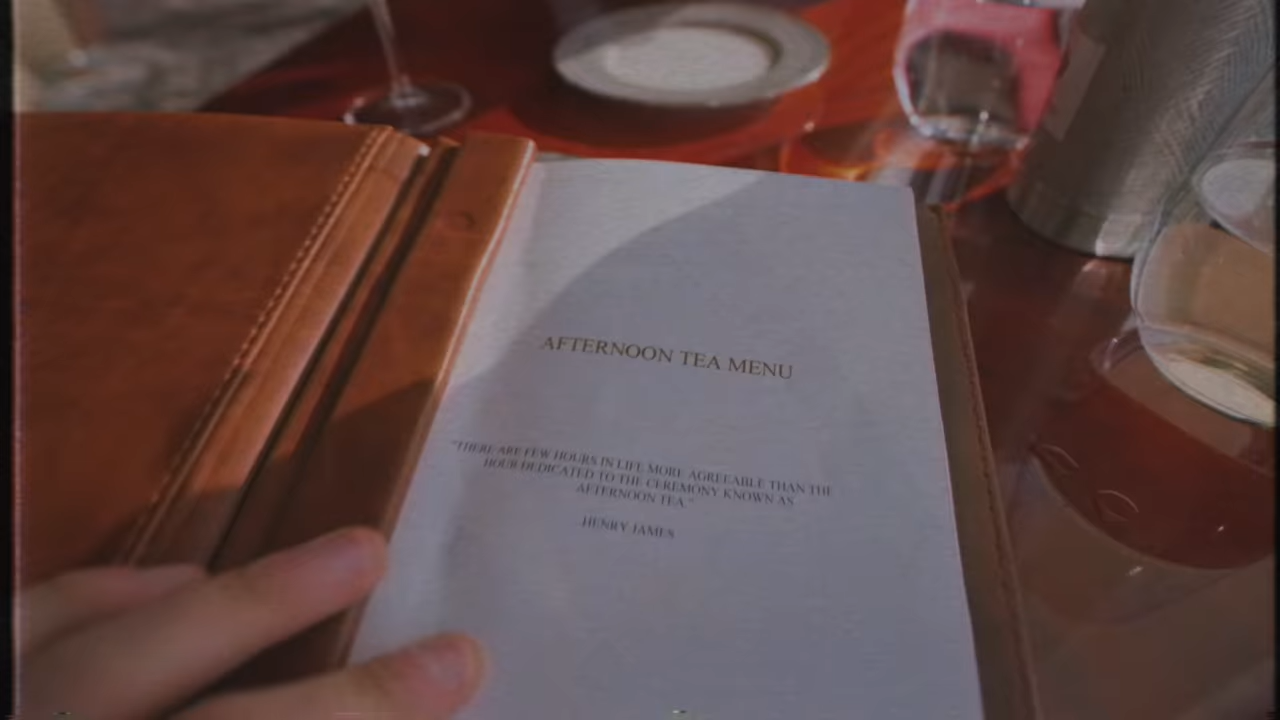 AFTERNOON TEA MENU
"THERE ARE FEW HOURS IN LIFE MORE AGREEABLE THAN THE
HOUR DEDICATED TO THE CEREMONY KNOWN AS
AFTERNOON TEA."
-HENRY JAMES